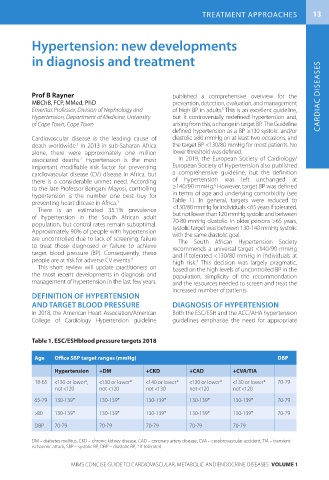 TREATMENT APPROACHES 13
CARDIAC DISEASES
Hypertension: new developments
in diagnosis and treatment
Prof B Rayner
MBChB, FCP, MMed, PhD
Emeritus Professor, Division of Nephrology and
Hypertension, Department of Medicine, University
of Cape Town, Cape Town
Cardiovascular disease is the leading cause of
death worldwide.¹ In 2013 in sub-Saharan Africa
alone, there were approximately one million
associated deaths.² Hypertension is the most
important modifiable risk factor for preventing
cardiovascular disease (CV) disease in Africa, but
there is a considerable unmet need. According
to the late Professor Bongani Mayosi, controlling
hypertension is the number one best buy for
preventing heart disease in Africa.
There is an estimated 35.1% prevalence
of hypertension in the South African adult
population, but control rates remain suboptimal.
Approximately 90% of people with hypertension
are uncontrolled due to lack of screening, failure
to treat those diagnosed or failure to achieve
target blood pressure (BP). Consequently, these
people are at risk for adverse CV events.
This short review will update practitioners on
the most recent developments in diagnosis and
management of hypertension in the last few years.
DEFINITION OF HYPERTENSION
AND TARGET BLOOD PRESSURE
In 2018, the American Heart Association/American
College of Cardiology Hypertension guideline
published a comprehensive overview for the
prevention, detection, evaluation, and management
of high BP in adults. This is an excellent guideline,
but it controversially redefined hypertension and,
arising from this, a change in target BP. The Guideline
defined hypertension as a BP ≥130 systolic and/or
diastolic ≥80 mmHg on at least two occasions, and
the target BP <130/80 mmHg for most patients. No
lower threshold was defined.
In 2018, the European Society of Cardiology/
European Society of Hypertension also published
a comprehensive guideline, but the definition
of hypertension was left unchanged at
≥140/90 mmHg. However, target BP was defined
in terms of age and underlying comorbidity (see
Table 1). In general, targets were reduced to
<130/80 mmHg for individuals <65 years if tolerated,
but not lower than 120 mmHg systolic and between
70-80 mmHg diastolic. In older persons >65 years,
systolic target was between 130-140 mmHg systolic
with the same diastolic goal.
The South African Hypertension Society
recommends a universal target <140/90 mmHg
and if tolerated <130/80 mmHg in individuals at
high risk. This decision was largely pragmatic,
based on the high levels of uncontrolled BP in the
population, simplicity of the recommendation
and the resources needed to screen and treat the
increased number of patients.
DIAGNOSIS OF HYPERTENSION
Both the ESC/ESH and the ACC/AHA hypertension
guidelines emphasise the need for appropriate
Table 1. ESC/ESHblood pressure targets 2018
Age Office SBP target ranges (mmHg) DBP
Hypertension +DM +CKD +CAD +CVA/TIA
18-65 <130 or lower*, <130 or lower* <140 or lower* <130 or lower* <130 or lower* 70-79
not <120 not <120 not <130 not <120 not <120
65-79 130-139* 130-139* 130-139* 130-139* 130-139* 70-79
≥80 130-139* 130-139* 130-139* 130-139* 130-139* 70-79
DBP 70-79 70-79 70-79 70-79 70-79
DM – diabetes mellitus, CKD – chronic kidney disease, CAD – coronary artery disease, CVA – cerebrovascular accident, TIA – transient
ischaemic attack, SBP – systolic BP, DBP – diastolic BP, * if tolerated.
MIMS CONCISE GUIDE TO CARDIOVASCULAR, METABOLIC AND ENDOCRINE DISEASES VOLUME 1